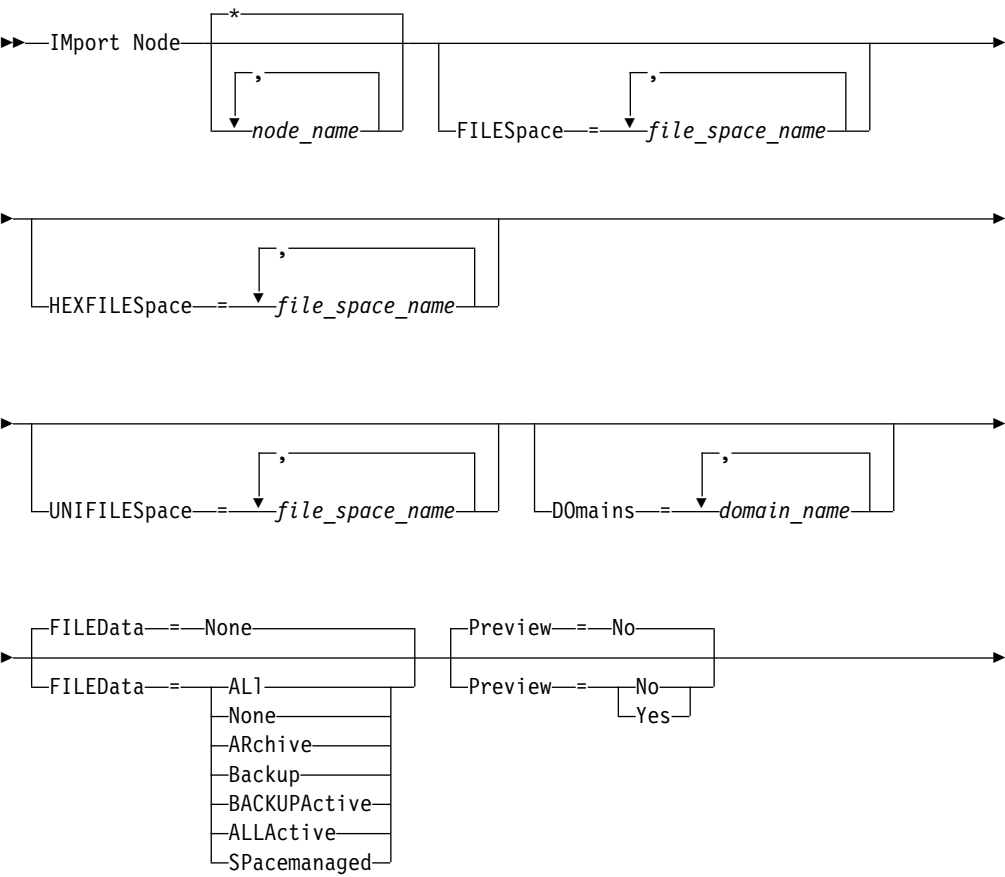 *
IMport Node
, ,
node_name FILESpace = file_space_name
,
HEXFILESpace = file_space_name
, ,
UNIFILESpace = file_space_name DOmains = domain_name
FILEData = None Preview = No
FILEData = ALl Preview = No
None Yes
ARchive
Backup
BACKUPActive
ALLActive
SPacemanaged